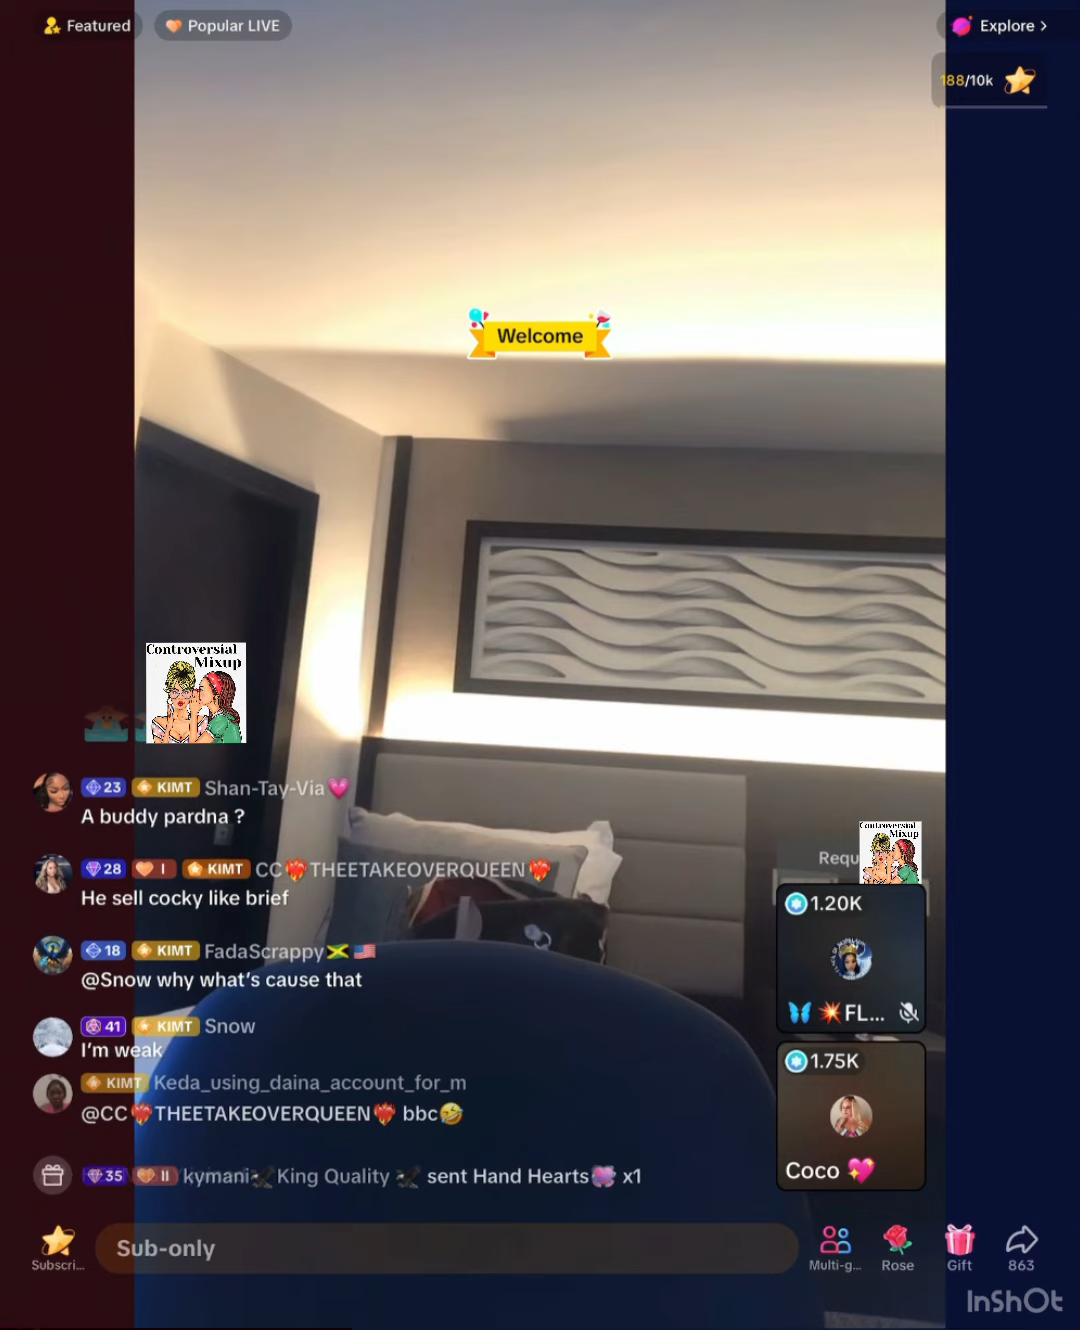 Featured
Popular LIVE
Explore >
188/10k
Welcome
Controversial
Mixup
23 KIMT Shan-Tay-Via💗
A buddy pardna ?
28 I KIMT CC❤️‍🔥THEETAKEOVERQUEEN❤️‍🔥
He sell cocky like brief
18 KIMT FadaScrappy🇯🇲🇺🇸
@Snow why what's cause that
41 KIMT Snow
I'm weak
KIMT Keda_using_daina_account_for_m
@CC❤️‍🔥THEETAKEOVERQUEEN❤️‍🔥 bbc🤣
35 II kymani King Quality sent Hand Hearts x1
Controversial
Mixup
Requ
1.20K
🦋💥FL...
1.75K
Coco 💖
Subscri...
Sub-only
Multi-g...
Rose
Gift
863
InShOt